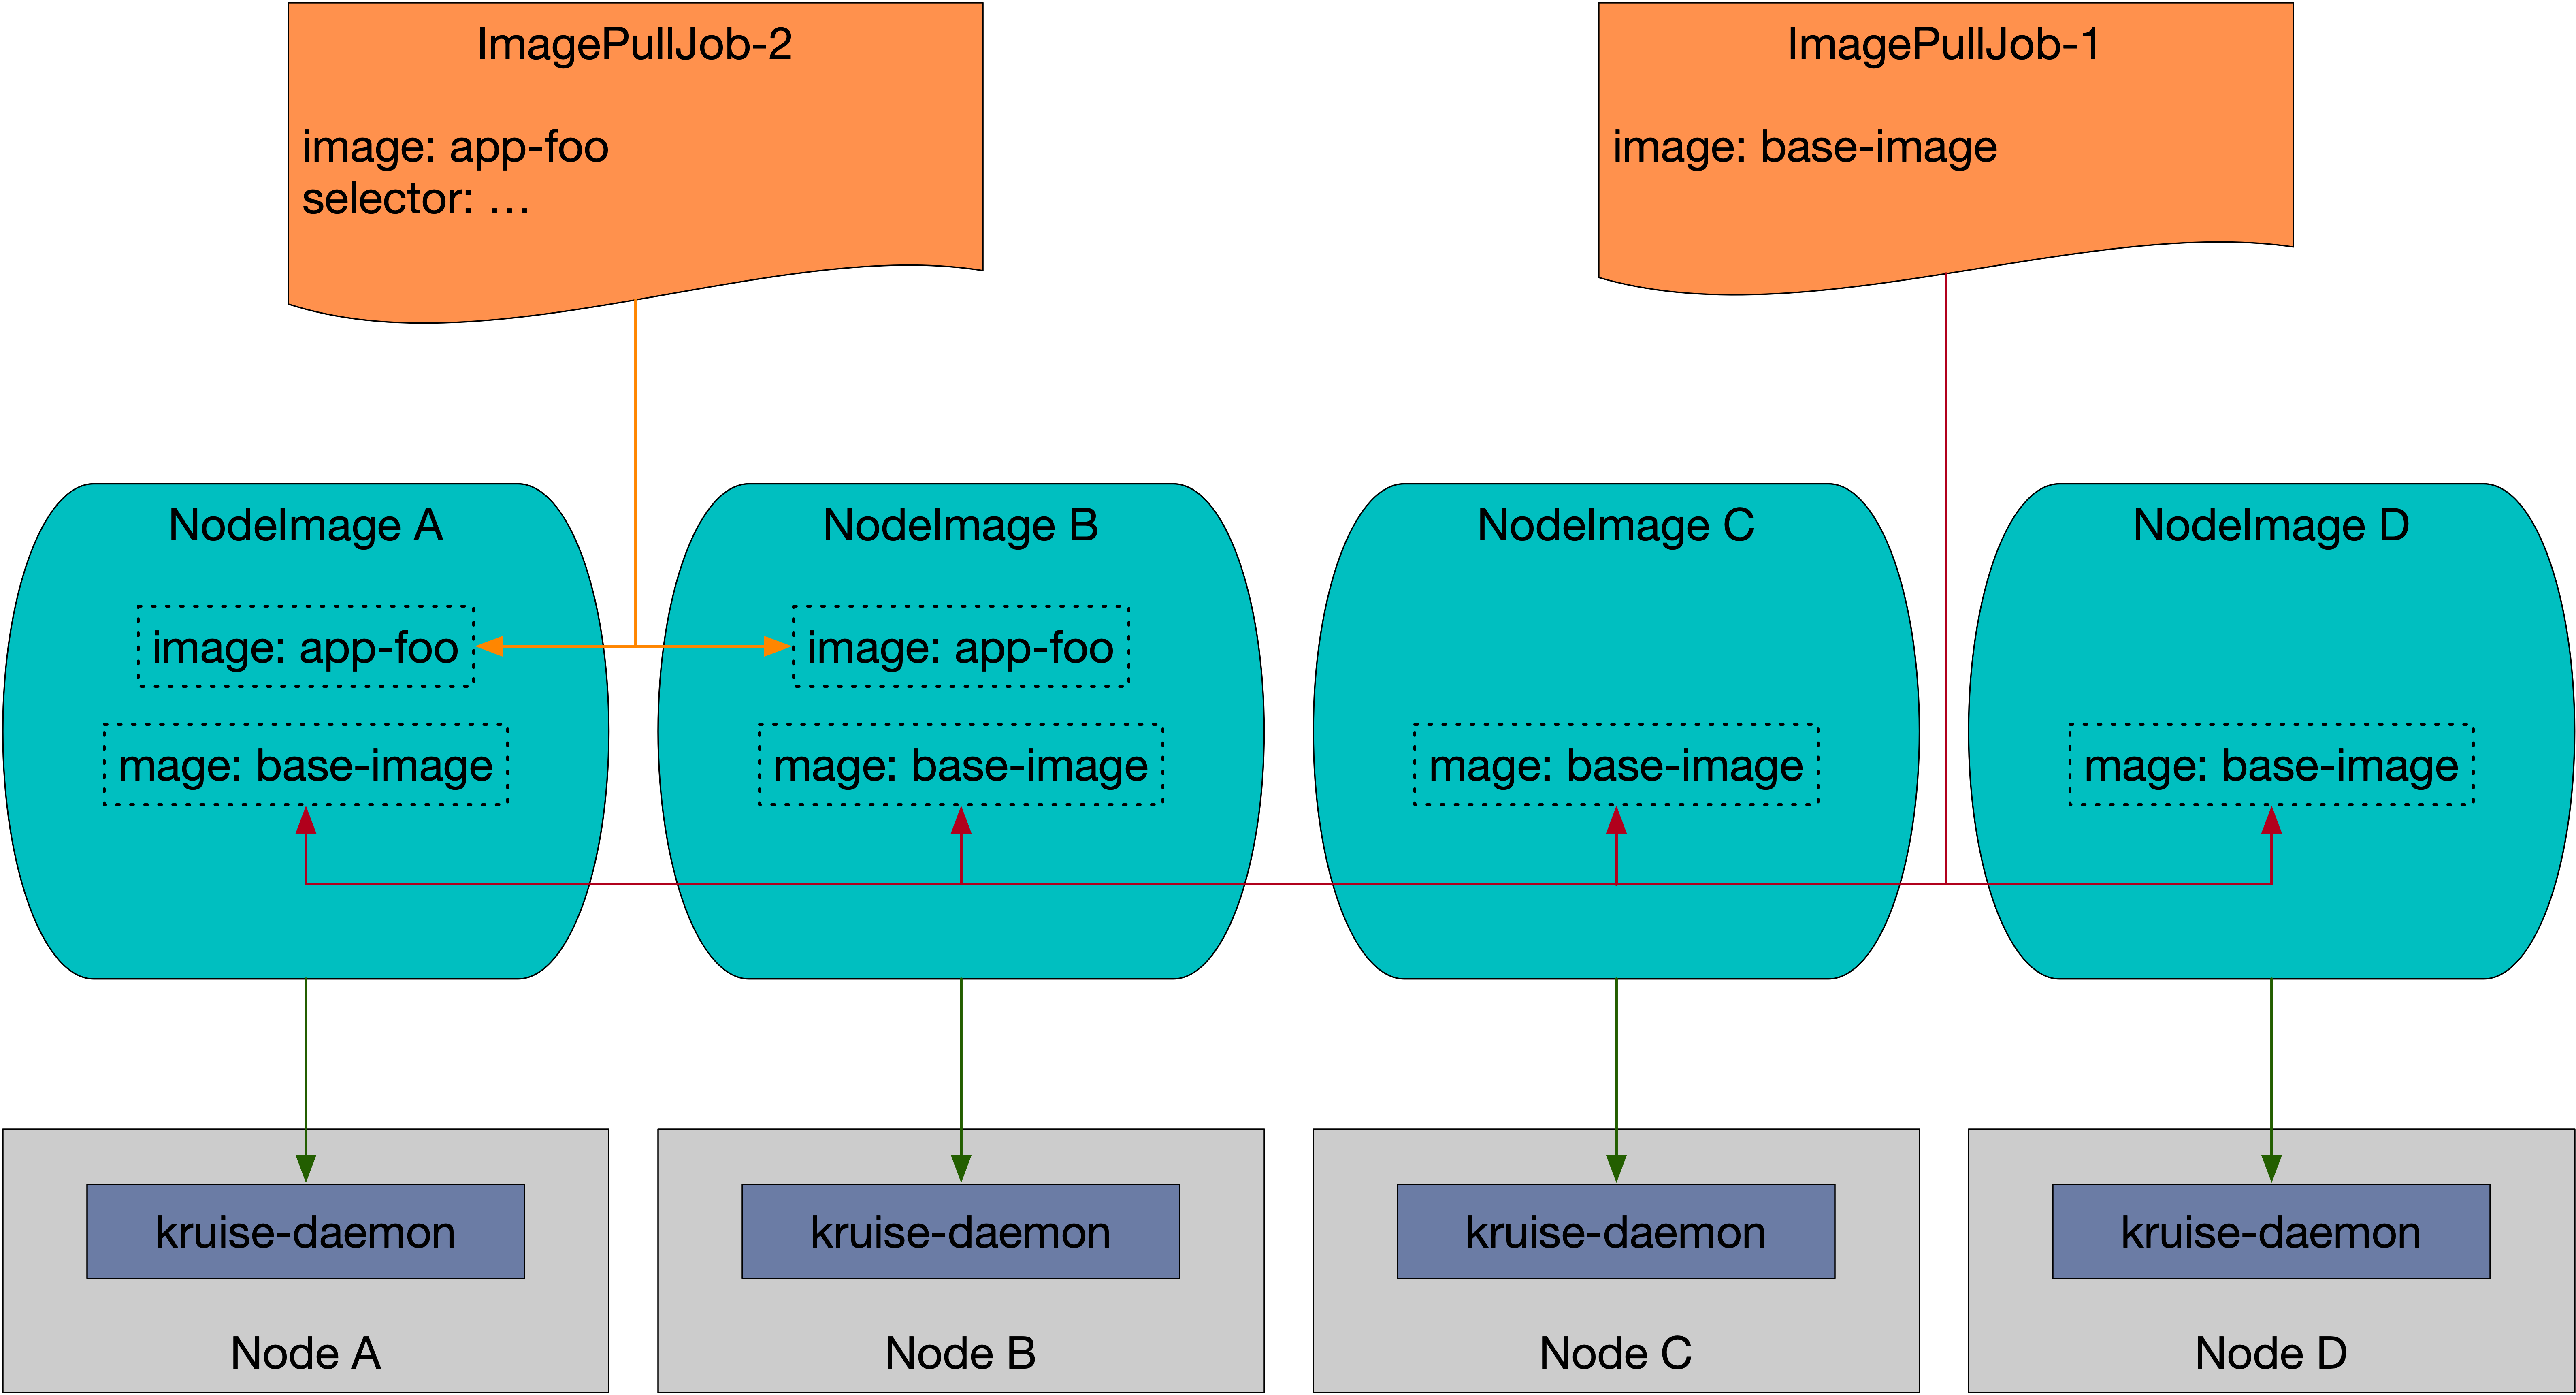 ImagePullJob-2
image: app-foo
selector: …
ImagePullJob-1
image: base-image
NodeImage A
image: app-foo
mage: base-image
NodeImage B
image: app-foo
mage: base-image
NodeImage C
mage: base-image
NodeImage D
mage: base-image
kruise-daemon
Node A
kruise-daemon
Node B
kruise-daemon
Node C
kruise-daemon
Node D